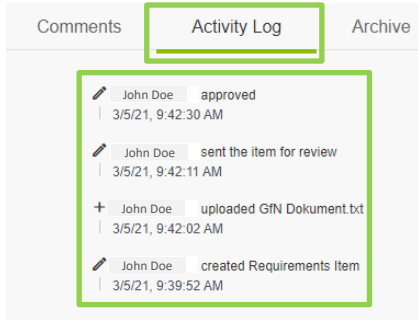 Comments Activity Log Archive
John Doe approved
3/5/21, 9:42:30 AM
John Doe sent the item for review
3/5/21, 9:42:11 AM
John Doe uploaded GfN Dokument.txt
3/5/21, 9:42:02 AM
John Doe created Requirements Item
3/5/21, 9:39:52 AM